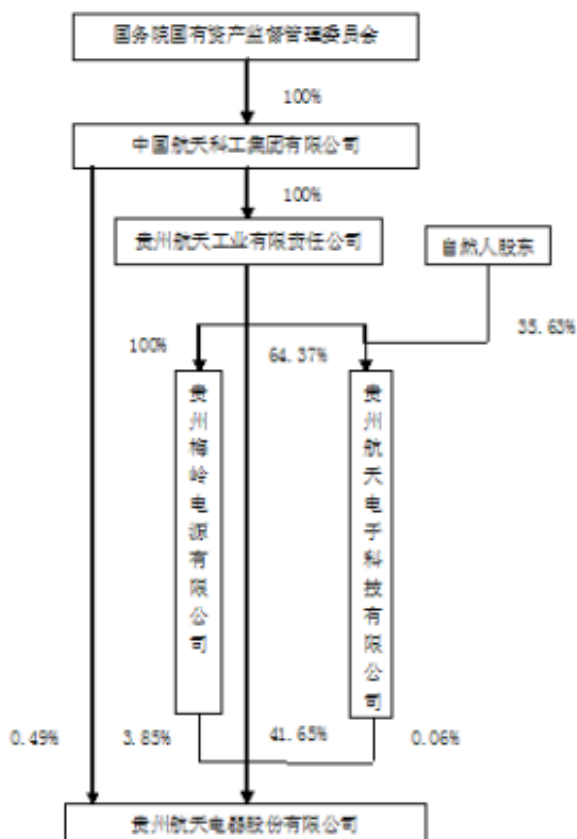 国务院国有资产监督管理委员会
100%
中国航天科工集团有限公司
100%
贵州航天工业有限责任公司
自然人股东
35.63%
100%
64.37%
贵州梅岭电源有限公司
贵州航天电子科技有限公司
0.49%
3.85%
41.65%
0.06%
贵州航天电器股份有限公司